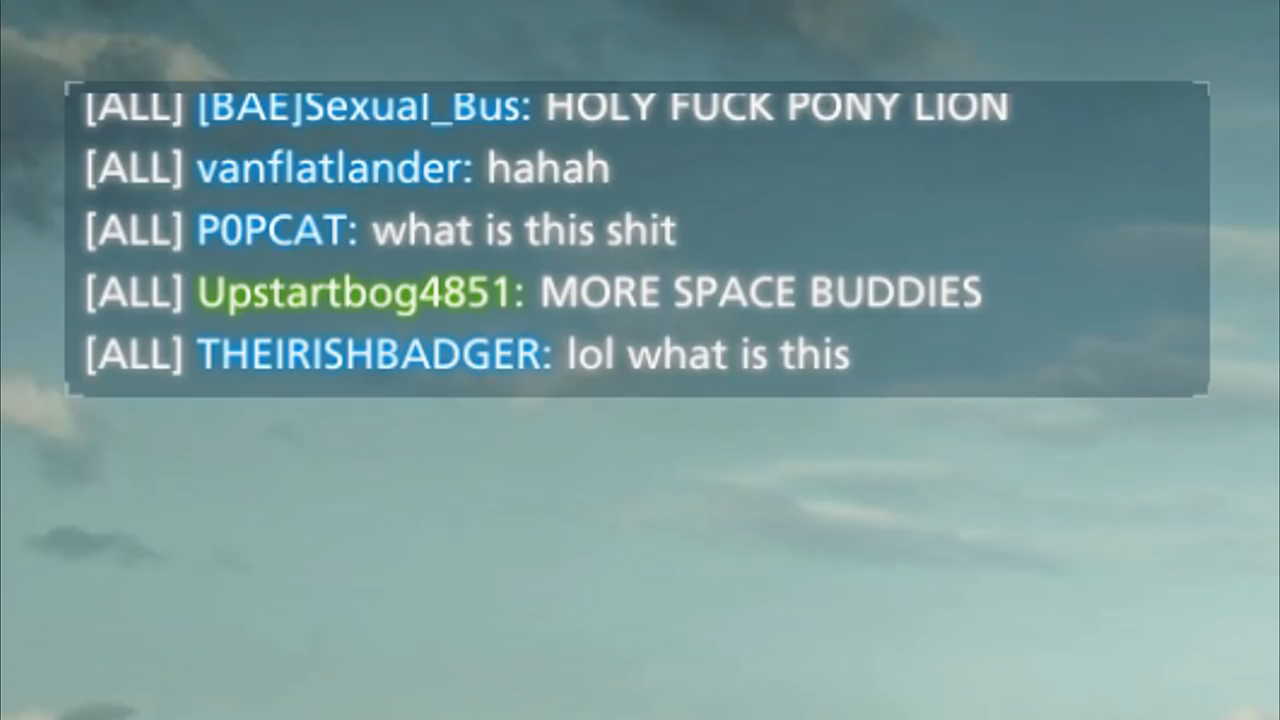 [ALL] [BAE]Sexual_Bus: HOLY FUCK PONY LION
[ALL] vanflatlander: hahah
[ALL] P0PCAT: what is this shit
[ALL] Upstartbog4851: MORE SPACE BUDDIES
[ALL] THEIRISHBADGER: lol what is this